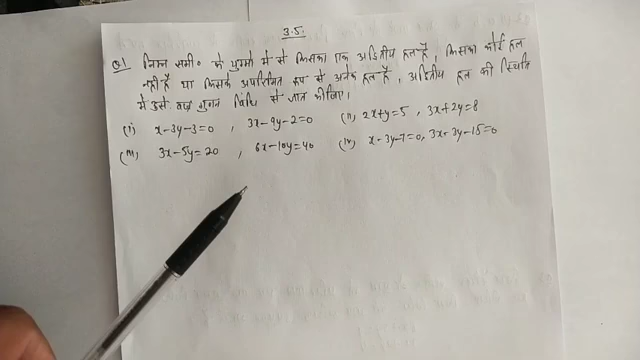 3.5.
Q.1 निम्न समी० के युग्मों में से किसका एक अद्वितीय हल है, किसका कोई हल
नहीं है या किसके अपरिमित रूप से अनेक हल है, अद्वितीय हल की स्थिति
में उसे वज्र गुणन विधि से ज्ञात कीजिए।
(i) x-3y-3=0 , 3x-9y-2=0 (ii) 2x+y=5 , 3x+2y=8
(iii) 3x-5y=20 , 6x-10y=40 (iv) x-3y-7=0, 3x-3y-15=0